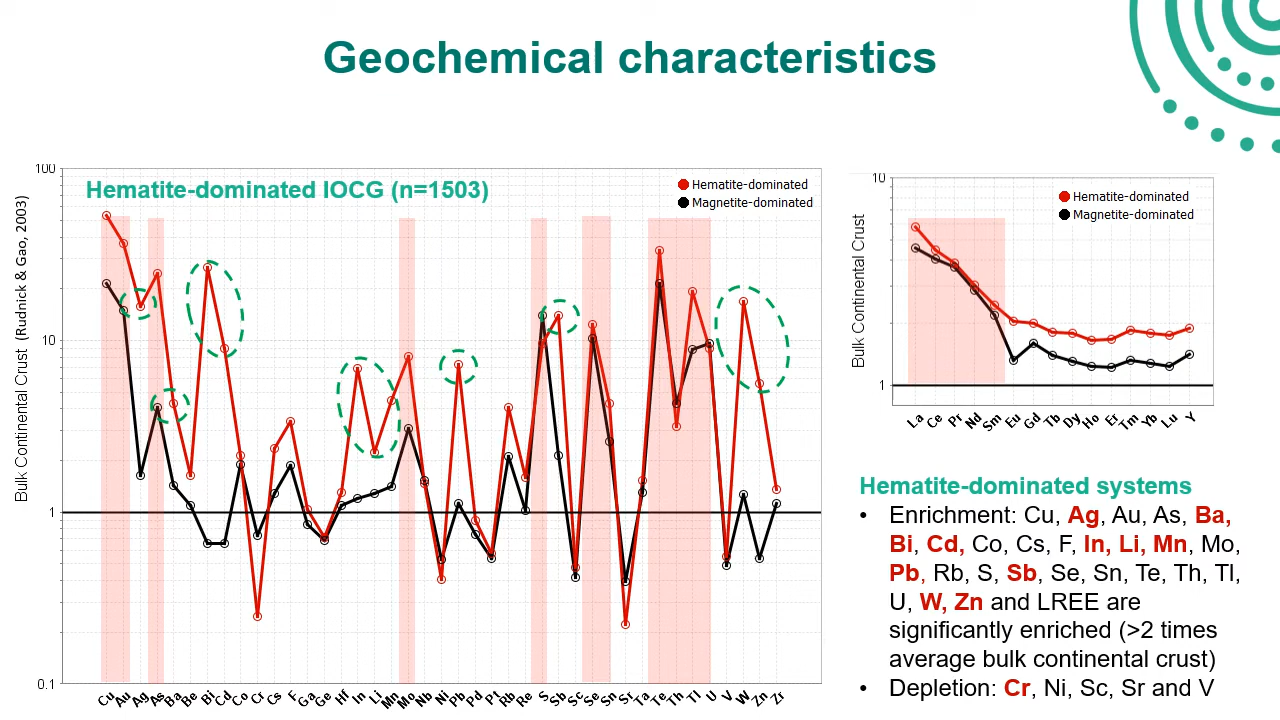 Geochemical characteristics
100
10
1
0.1
Bulk Continental Crust (Rudnick & Gao, 2003)
Hematite-dominated IOCG (n=1503)
Hematite-dominated
Magnetite-dominated
Cu Au Ag As Ba Be Bi Cd Co Cr Cs F Ga Ge Hf In Li Mn Mo Nb Ni Pb Pd Pt Rb Re S Sb Sc Se Sn Sr Ta Te Th Tl U V W Zn Zr
10
1
Bulk Continental Crust
Hematite-dominated
Magnetite-dominated
La Ce Pr Nd Sm Eu Gd Tb Dy Ho Er Tm Yb Lu Y
Hematite-dominated systems
• Enrichment: Cu, Ag, Au, As, Ba,
Bi, Cd, Co, Cs, F, In, Li, Mn, Mo,
Pb, Rb, S, Sb, Se, Sn, Te, Th, Tl,
U, W, Zn and LREE are
significantly enriched (>2 times
average bulk continental crust)
• Depletion: Cr, Ni, Sc, Sr and V